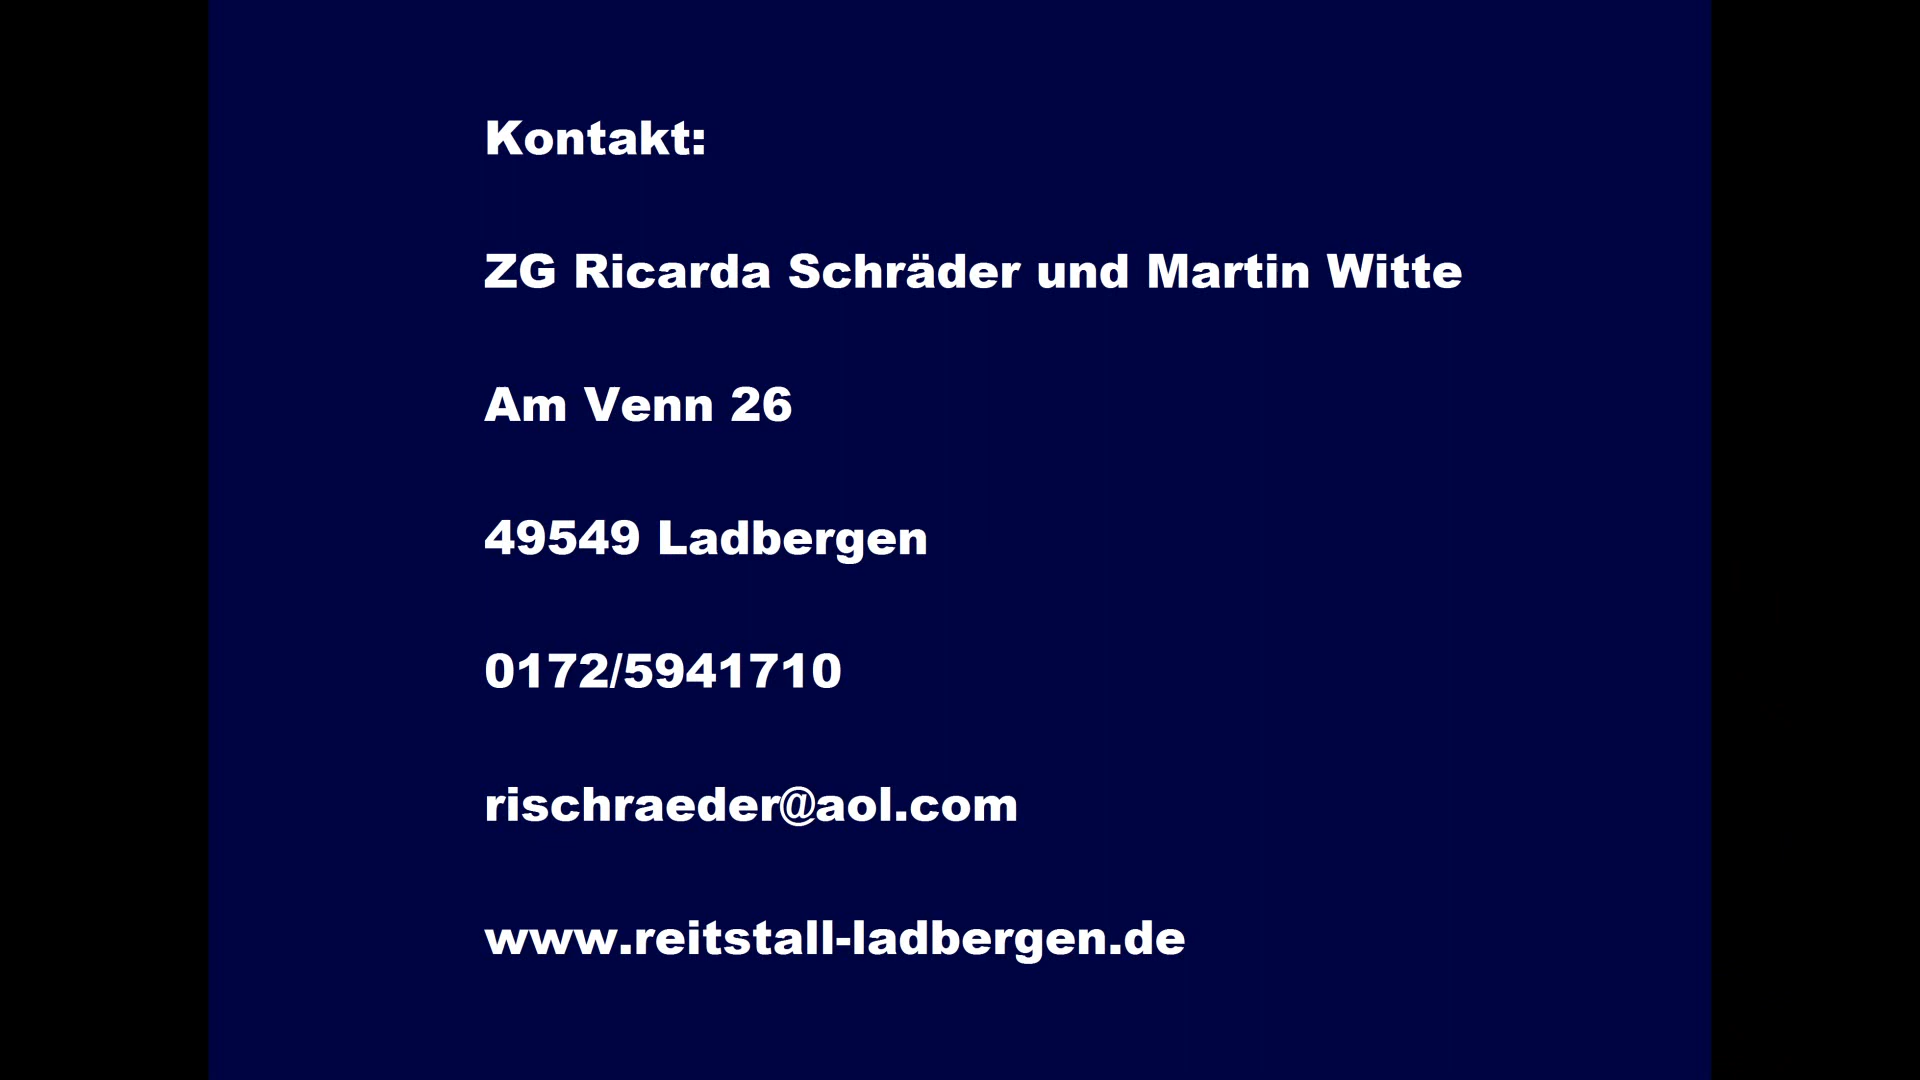 Kontakt:
ZG Ricarda Schräder und Martin Witte
Am Venn 26
49549 Ladbergen
0172/5941710
rischraeder@aol.com
www.reitstall-ladbergen.de